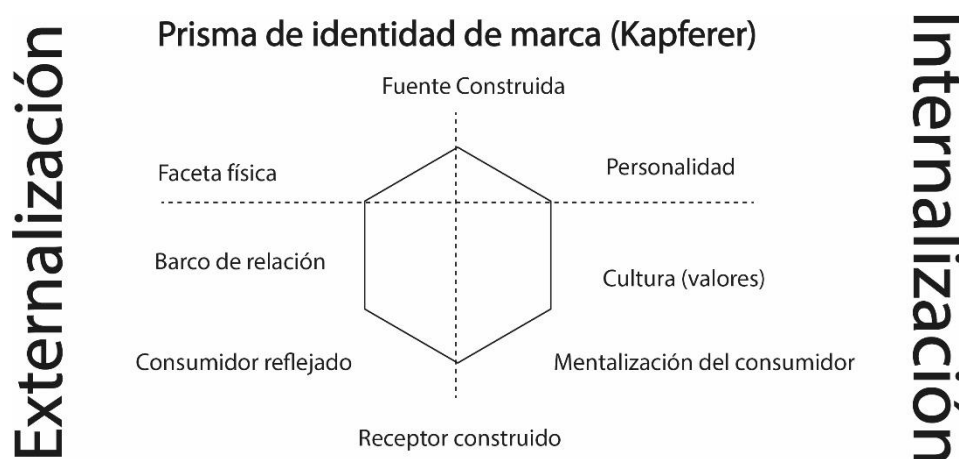 Externalización
Prisma de identidad de marca (Kapferer)
Internalización
Fuente Construida
Faceta física
Personalidad
Barco de relación
Cultura (valores)
Consumidor reflejado
Mentalización del consumidor
Receptor construido